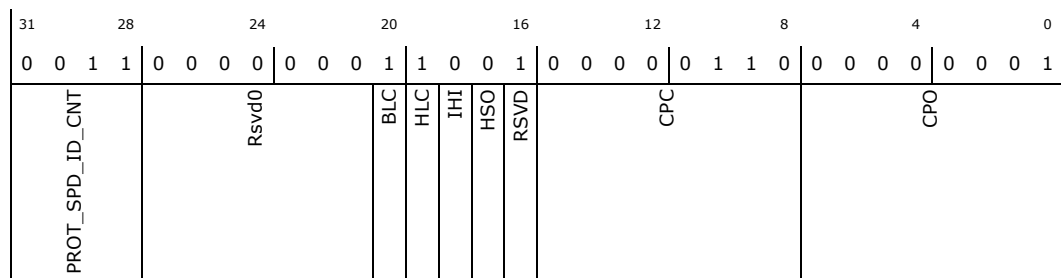 31 28 24 20 16 12 8 4 0
0 0 1 1 0 0 0 0 0 0 0 1 1 0 0 1 0 0 0 0 0 1 1 0 0 0 0 0 0 0 0 1
PROT_SPD_ID_CNT
Rsvd0
BLC
HLC
IHI
HSO
RSVD
CPC
CPO